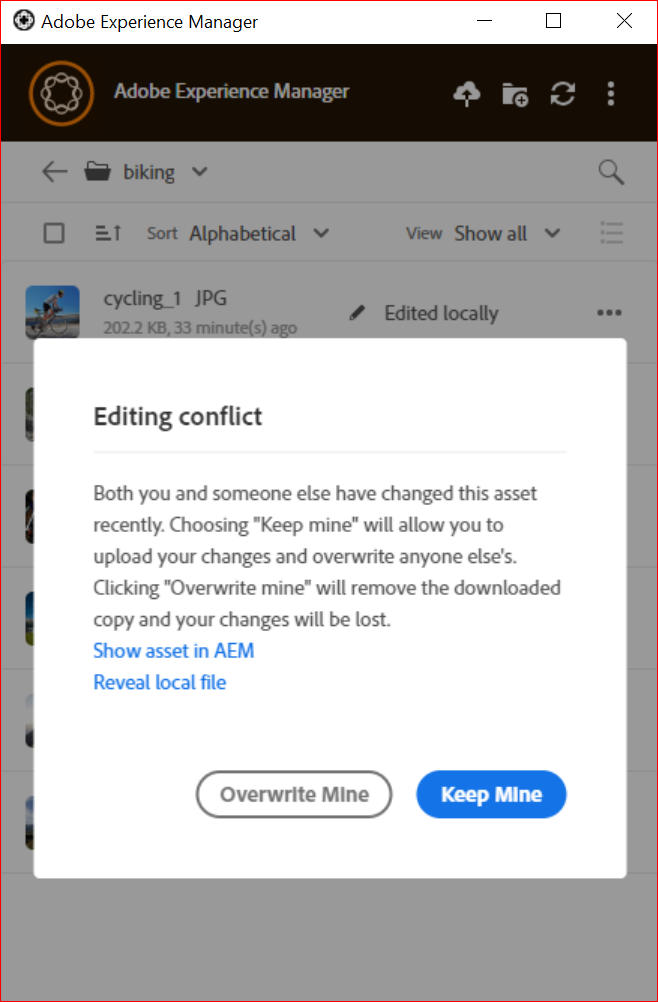 Adobe Experience Manager
Adobe Experience Manager
biking
Sort Alphabetical View Show all
cycling_1 JPG
202.2 KB, 33 minute(s) ago
Edited locally
Editing conflict
Both you and someone else have changed this asset
recently. Choosing "Keep mine" will allow you to
upload your changes and overwrite anyone else's.
Clicking "Overwrite mine" will remove the downloaded
copy and your changes will be lost.
Show asset in AEM
Reveal local file
Overwrite Mine Keep Mine